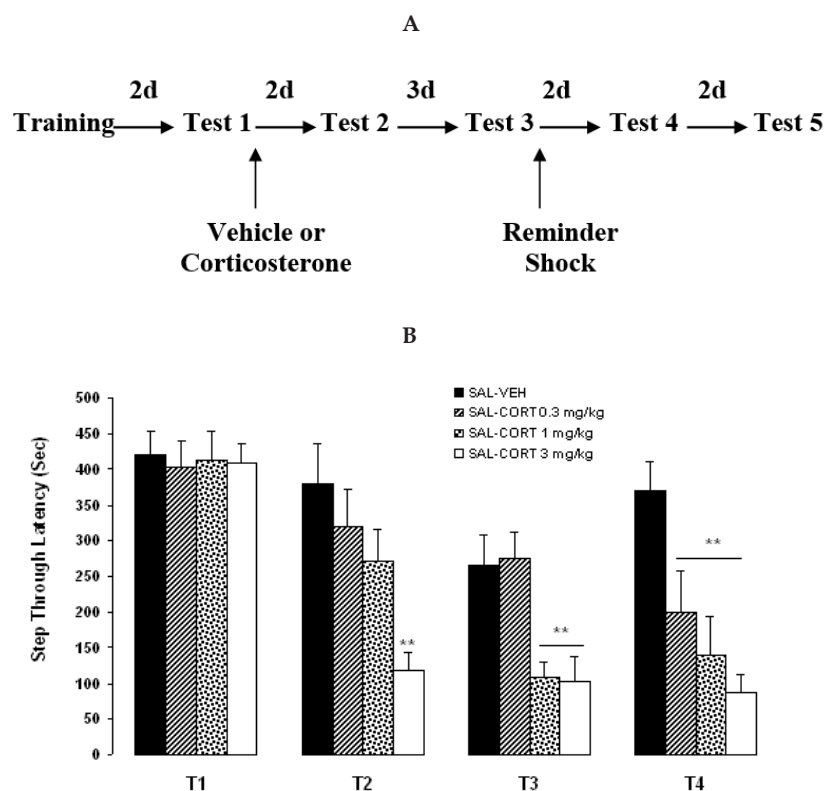 A
2d 2d 3d 2d 2d
Training Test 1 Test 2 Test 3 Test 4 Test 5
Vehicle or Reminder
Corticosterone Shock
B
Step Through Latency (Sec)
500
450
400
350
300
250
200
150
100
50
0
SAL-VEH
SAL-CORT 0.3 mg/kg
SAL-CORT 1 mg/kg
SAL-CORT 3 mg/kg
**
**
**
T1 T2 T3 T4